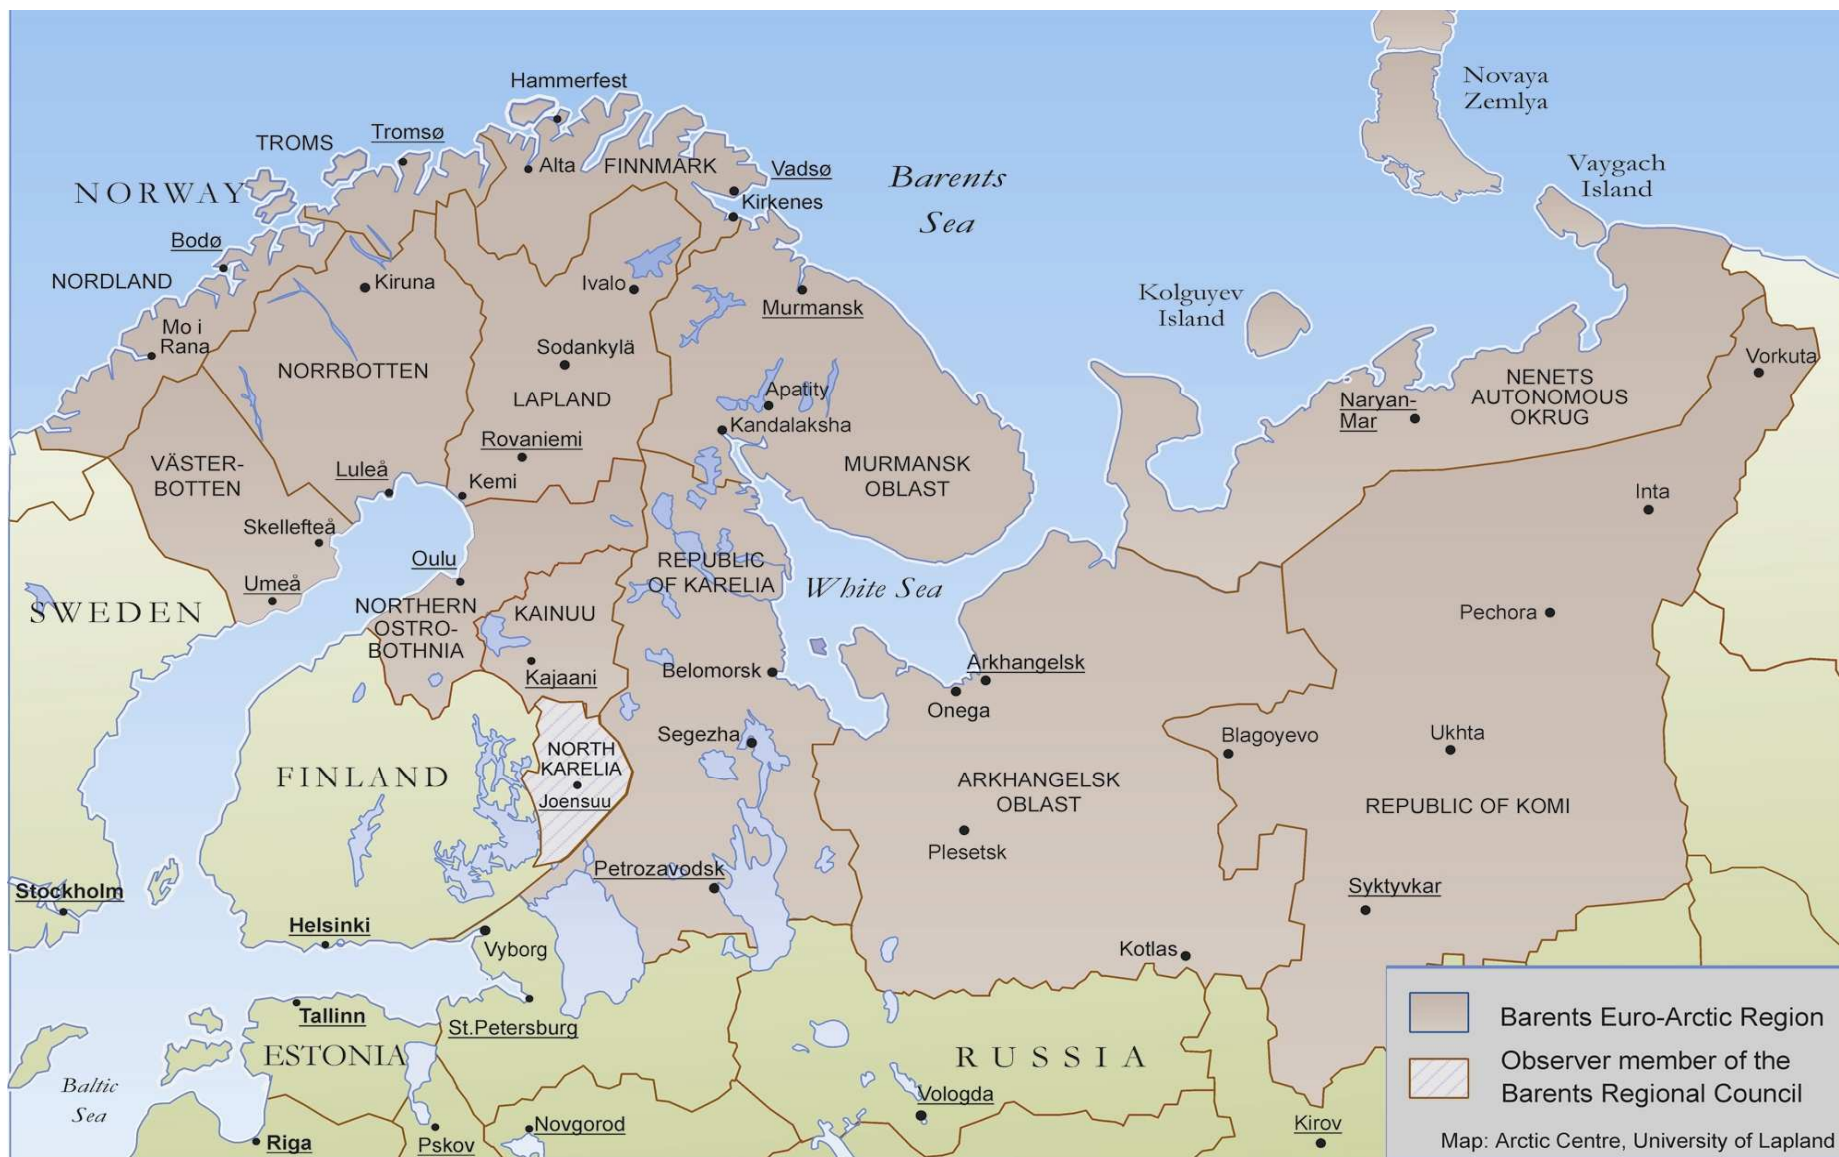 Hammerfest
Novaya
Zemlya
TROMS
Tromsø
Alta
FINNMARK
Vadsø
Barents
Sea
Vaygach
Island
NORWAY
Kirkenes
Bodø
NORDLAND
Kiruna
Ivalo
Murmansk
Kolguyev
Island
Mo i
Rana
NORRBOTTEN
Sodankylä
LAPLAND
Apatity
Kandalaksha
Vorkuta
NENETS
AUTONOMOUS
OKRUG
Naryan-
Mar
Rovaniemi
VÄSTER-
BOTTEN
Luleå
Kemi
MURMANSK
OBLAST
Inta
Skellefteå
Oulu
Umeå
SWEDEN
REPUBLIC
OF KARELIA
White Sea
NORTHERN
OSTRO-
BOTHNIA
KAINUU
Pechora
Kajaani
Belomorsk
Arkhangelsk
Onega
Segezha
Blagoyevo
Ukhta
FINLAND
NORTH
KARELIA
Joensuu
ARKHANGELSK
OBLAST
REPUBLIC OF KOMI
Plesetsk
Petrozavodsk
Syktyvkar
Stockholm
Helsinki
Vyborg
Kotlas
Tallinn
St.Petersburg
ESTONIA
RUSSIA
Baltic
Sea
Vologda
Riga
Pskov
Novgorod
Kirov
Barents Euro-Arctic Region
Observer member of the
Barents Regional Council
Map: Arctic Centre, University of Lapland